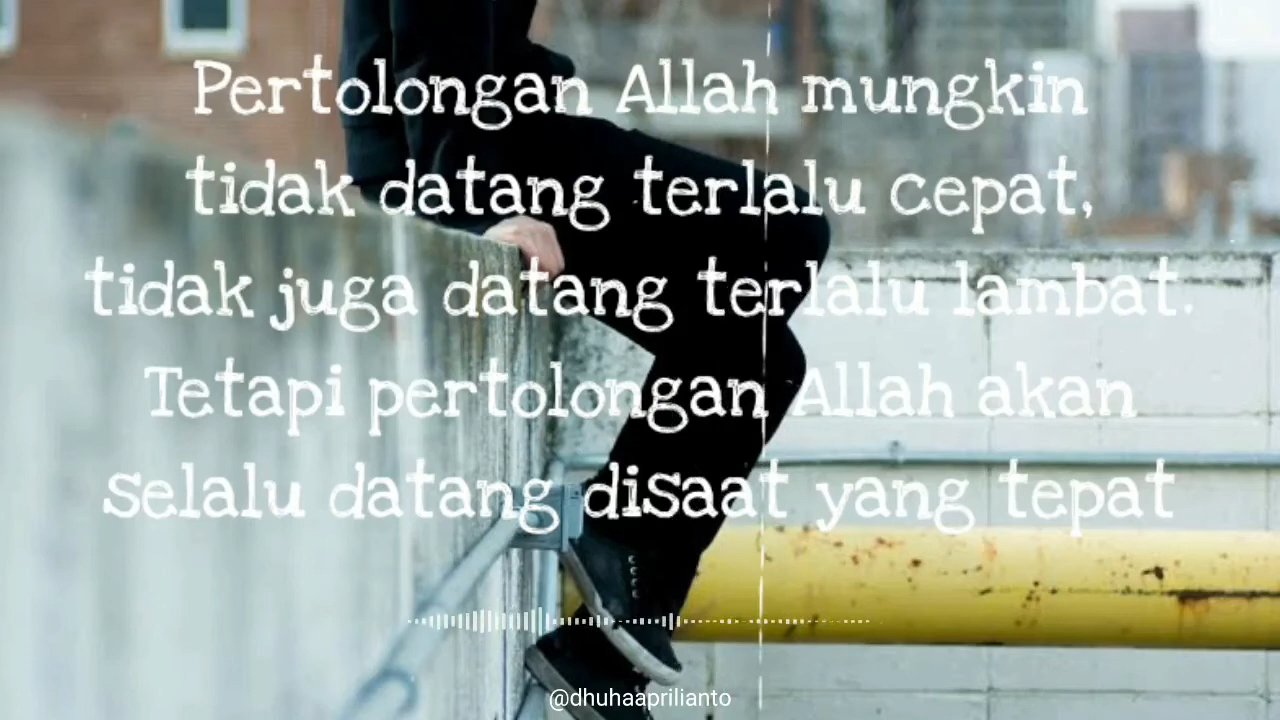 Pertolongan Allah mungkin
tidak datang terlalu cepat,
tidak juga datang terlalu lambat.
Tetapi pertolongan Allah akan
selalu datang disaat yang tepat
@dhuhaaprilianto